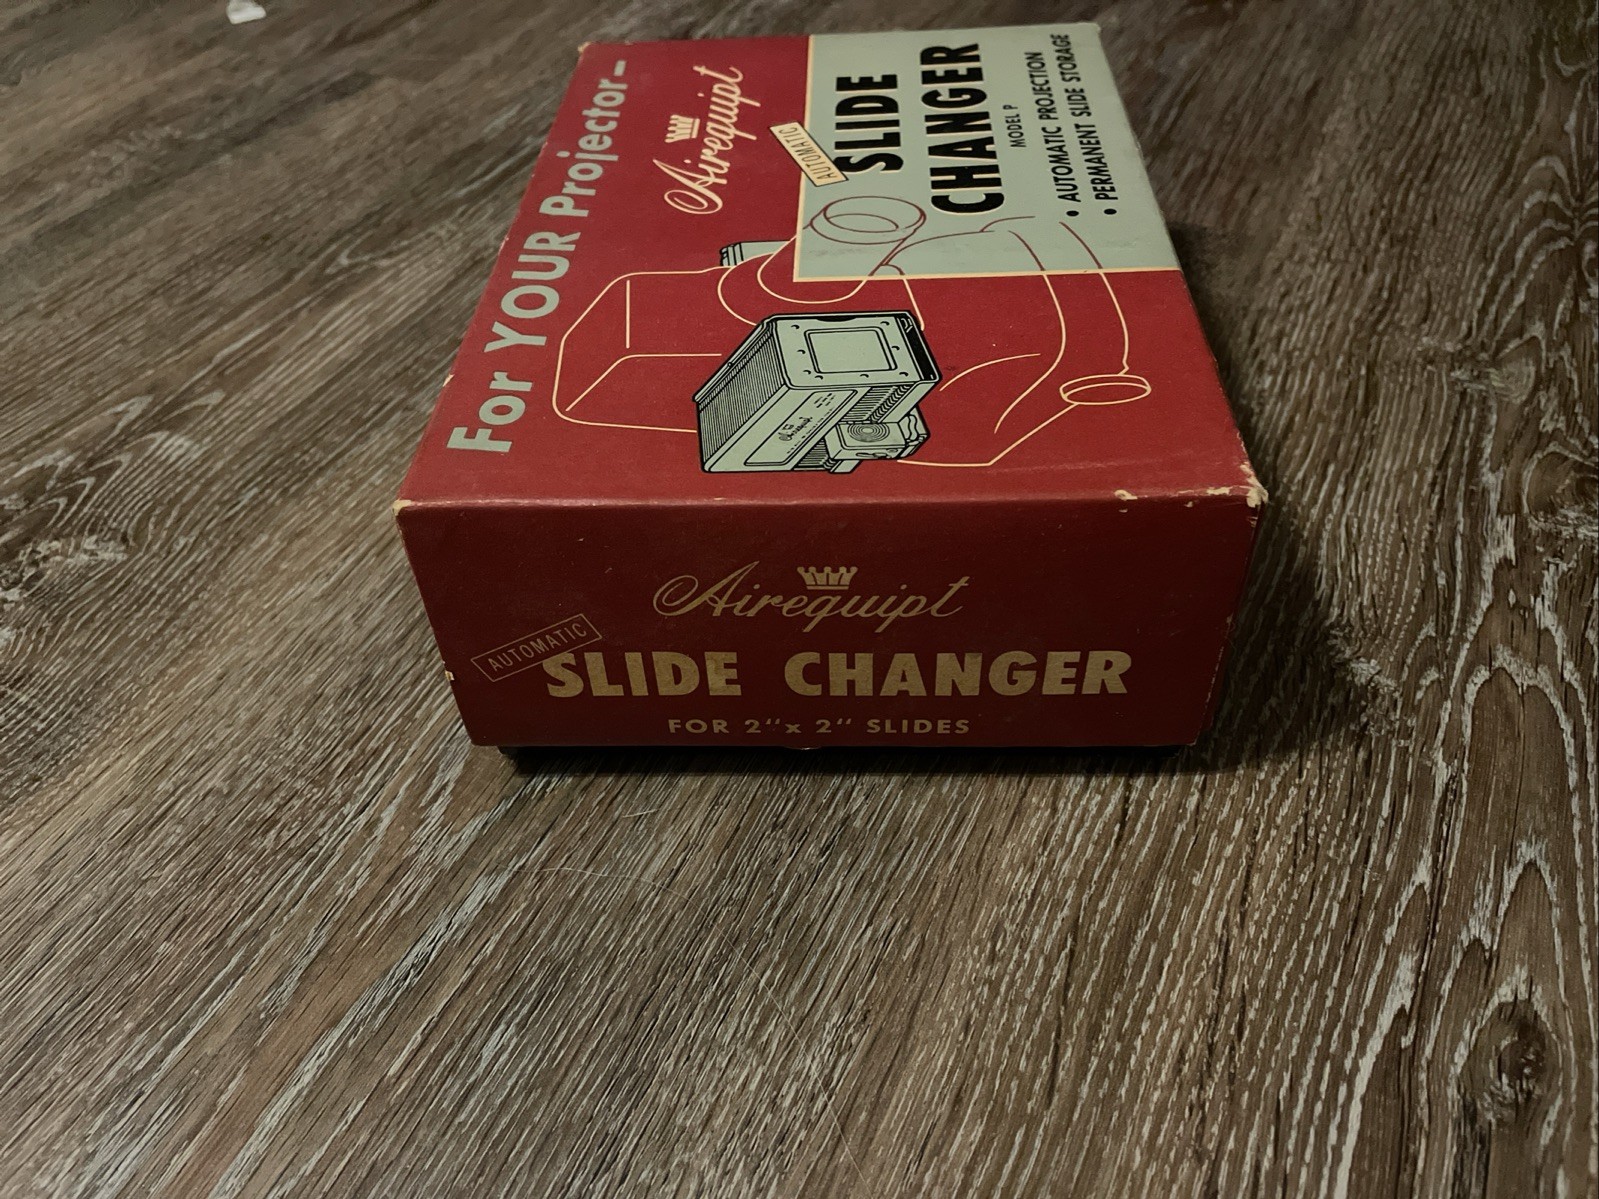 For YOUR Projector—
Airequipt
AUTOMATIC
SLIDE
CHANGER
MODEL P
• AUTOMATIC PROJECTION
• PERMANENT SLIDE STORAGE
Airequipt
Airequipt
AUTOMATIC
SLIDE CHANGER
FOR 2“x 2“ SLIDES